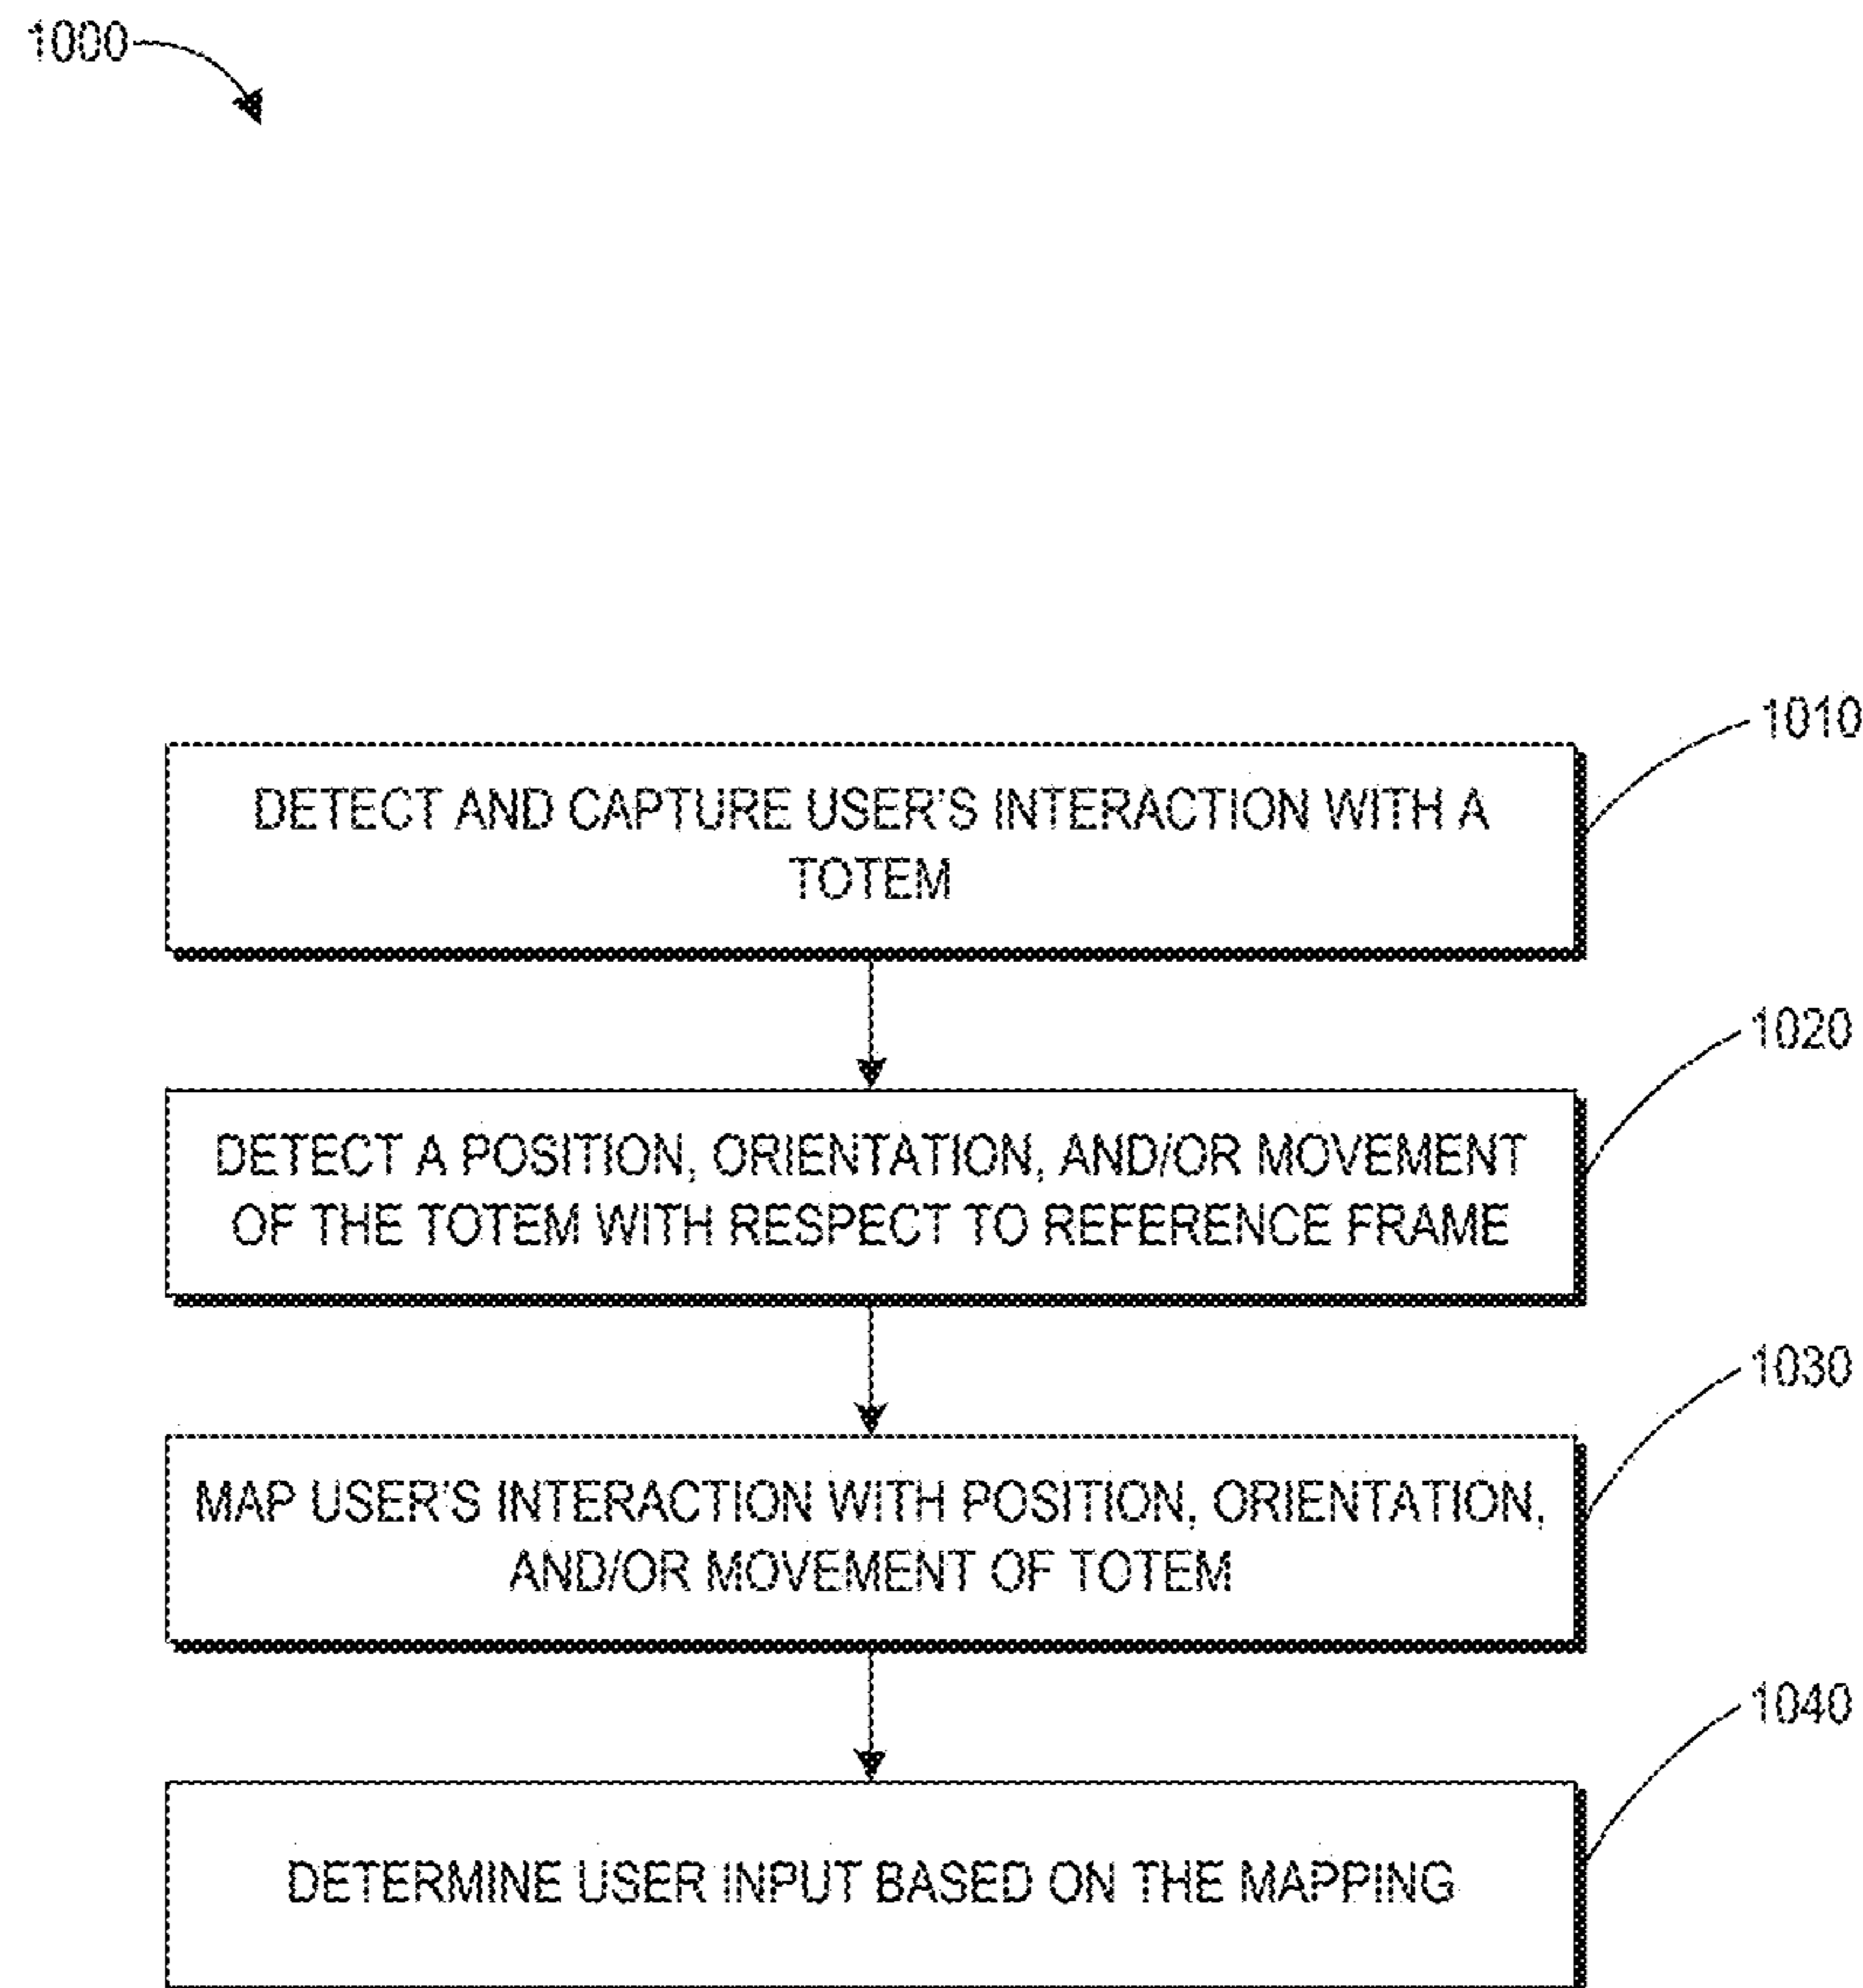 1000
1010
DETECT AND CAPTURE USER'S INTERACTION WITH A
TOTEM
1020
DETECT A POSITION, ORIENTATION, AND/OR MOVEMENT
OF THE TOTEM WITH RESPECT TO REFERENCE FRAME
1030
MAP USER'S INTERACTION WITH POSITION, ORIENTATION,
AND/OR MOVEMENT OF TOTEM
1040
DETERMINE USER INPUT BASED ON THE MAPPING